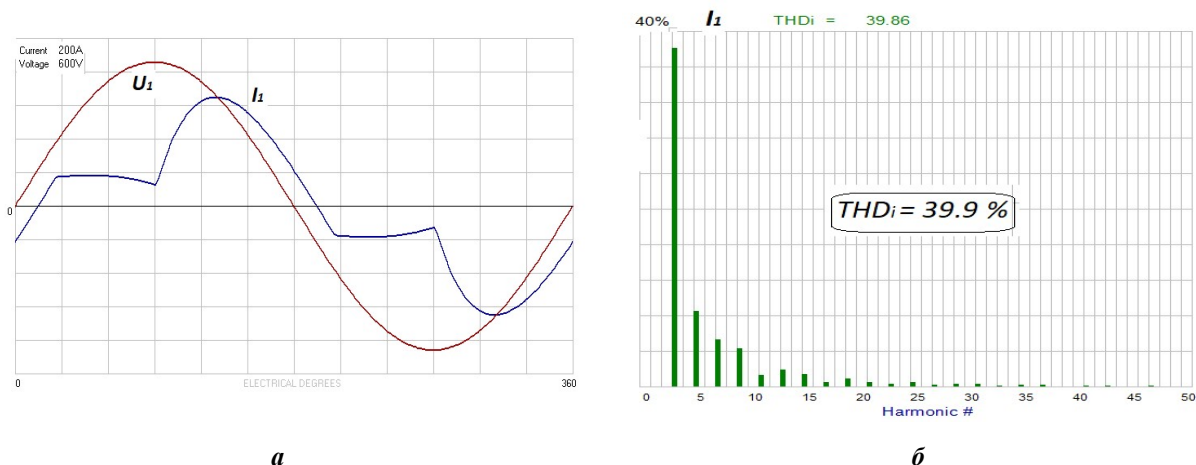 Current 200A
Voltage 600V
U1
I1
0
0 ELECTRICAL DEGREES 360
а
40% I1 THDi = 39.86
THDi = 39.9 %
0 5 10 15 20 25 30 35 40 45 50
Harmonic #
б